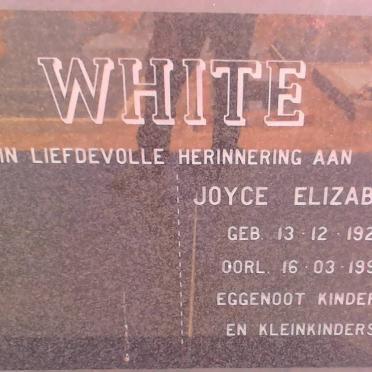 WHITE
IN LIEFDEVOLLE HERINNERING AAN
JOYCE ELIZAB
GEB. 13·12·192
OORL. 16·03·199
EGGENOOT KINDER
EN KLEINKINDERS